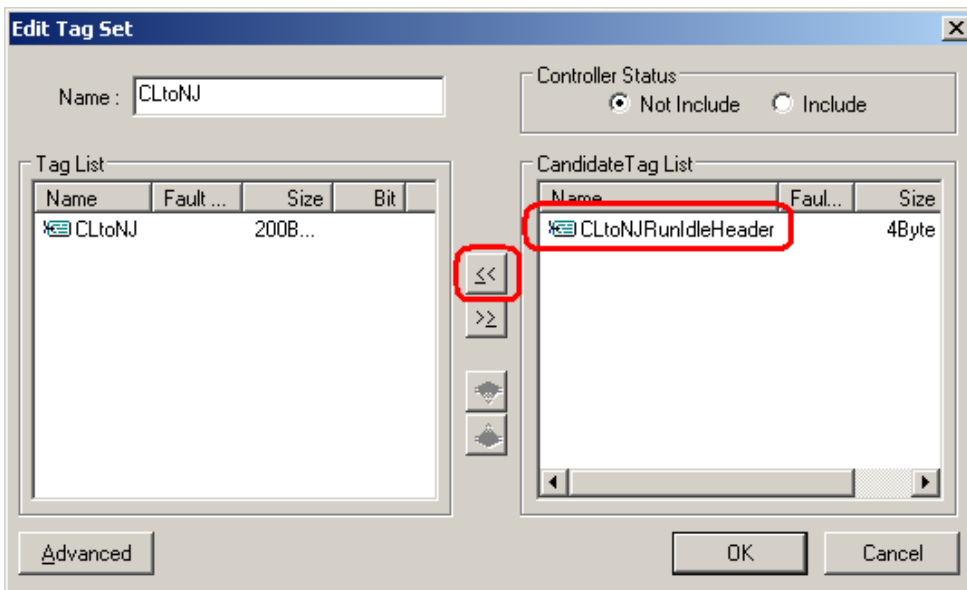 Edit Tag Set
Name : CLtoNJ
Controller Status
Not Include Include
Tag List
Name Fault ... Size Bit
CLtoNJ 200B...
<<
>>
CandidateTag List
Name Faul... Size
CLtoNJRunIdleHeader 4Byte
Advanced OK Cancel